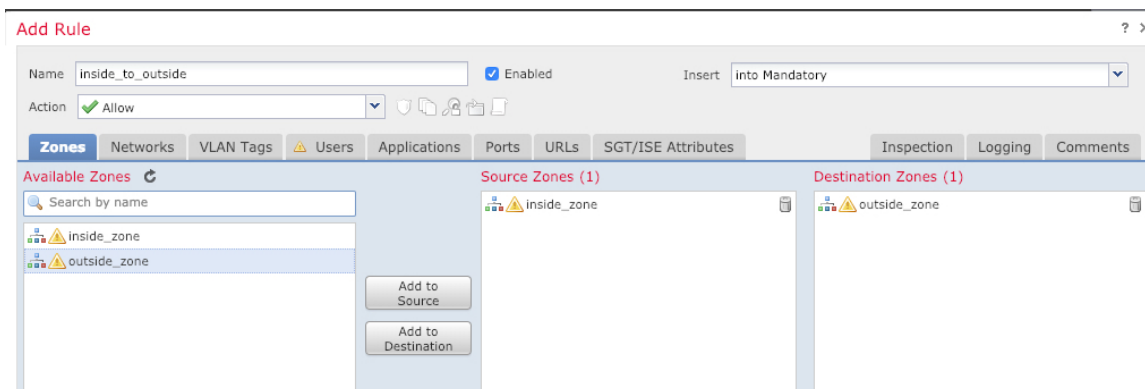 Add Rule
?
Name inside_to_outside Enabled Insert into Mandatory
Action Allow
Zones Networks VLAN Tags Users Applications Ports URLs SGT/ISE Attributes Inspection Logging Comments
Available Zones Source Zones (1) Destination Zones (1)
Search by name inside_zone outside_zone
inside_zone
outside_zone
Add to
Source
Add to
Destination